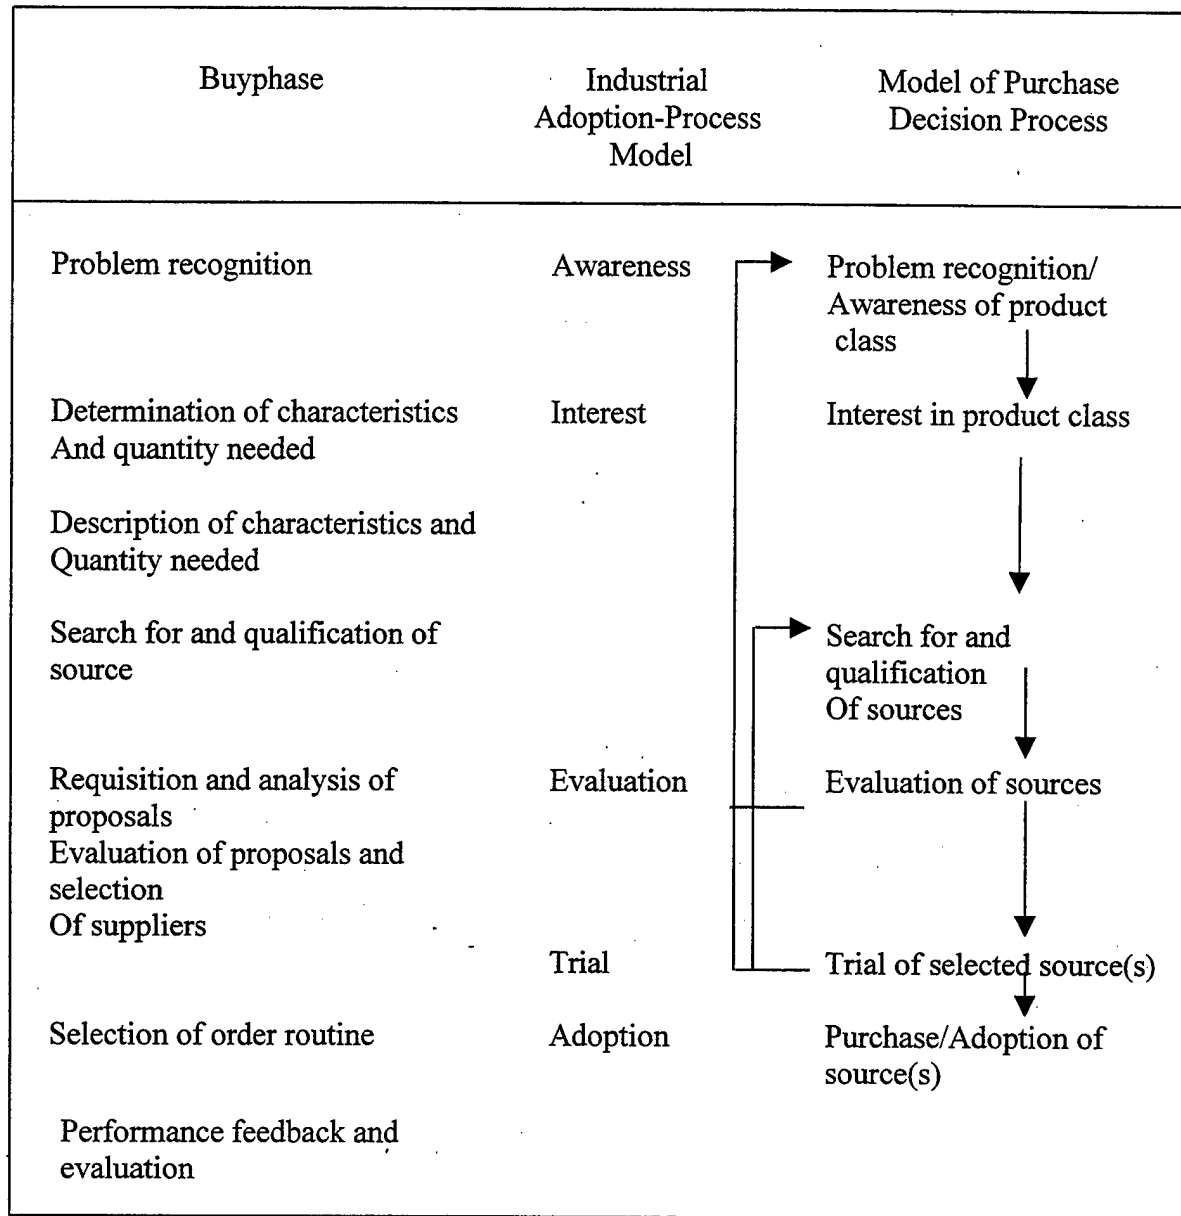 Buyphase
Industrial
Adoption-Process
Model
Model of Purchase
Decision Process
Problem recognition
Awareness
Problem recognition/
Awareness of product
class
Determination of characteristics
And quantity needed
Interest
Interest in product class
Description of characteristics and
Quantity needed
Search for and qualification of
source
Search for and
qualification
Of sources
Requisition and analysis of
proposals
Evaluation of proposals and
selection
Of suppliers
Evaluation
Evaluation of sources
Trial
Trial of selected source(s)
Selection of order routine
Adoption
Purchase/Adoption of
source(s)
Performance feedback and
evaluation